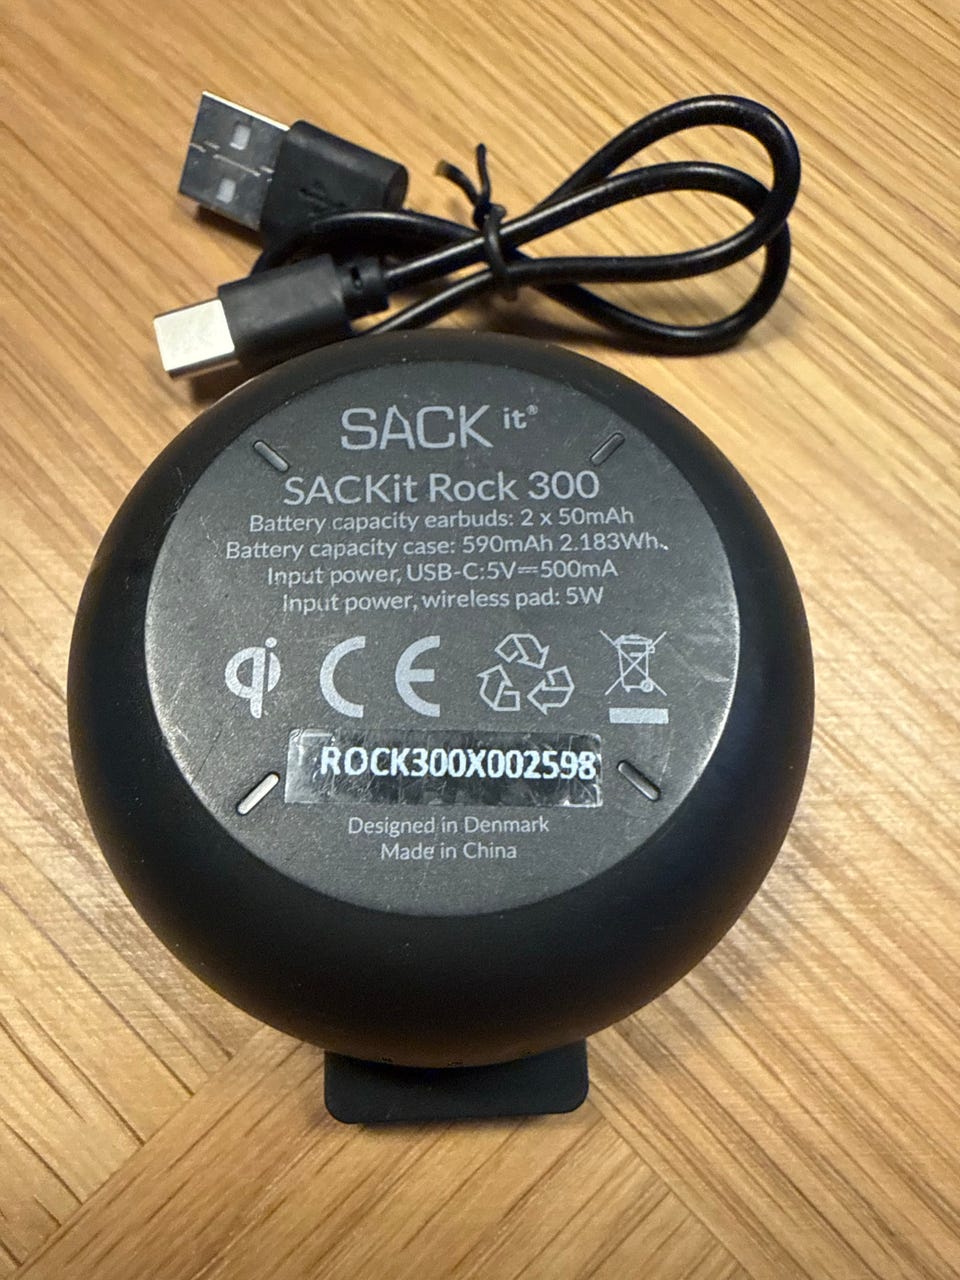 SACK it®
SACKit Rock 300
Battery capacity earbuds: 2 x 50mAh
Battery capacity case: 590mAh 2.183Wh.
Input power, USB-C:5V⎓500mA
Input power, wireless pad: 5W
qi CE
ROCK300X002598
Designed in Denmark
Made in China